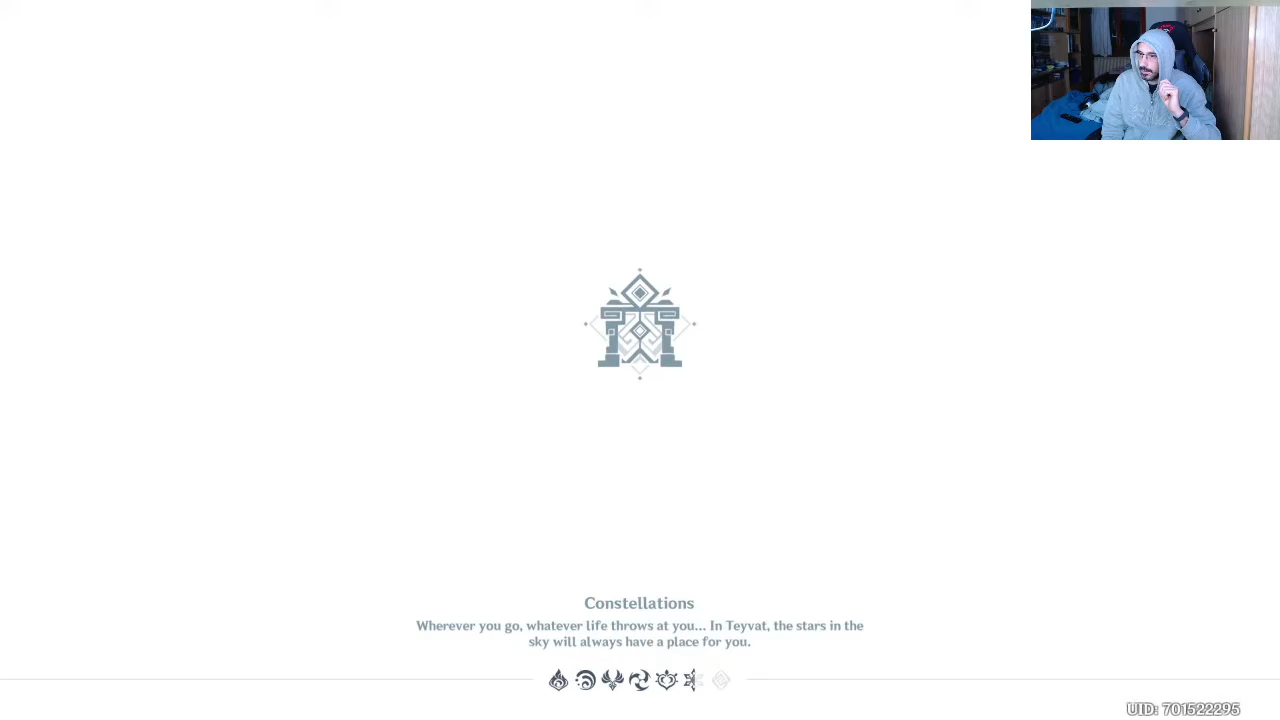 Constellations
Wherever you go, whatever life throws at you... In Teyvat, the stars in the
sky will always have a place for you.
UID: 701522295